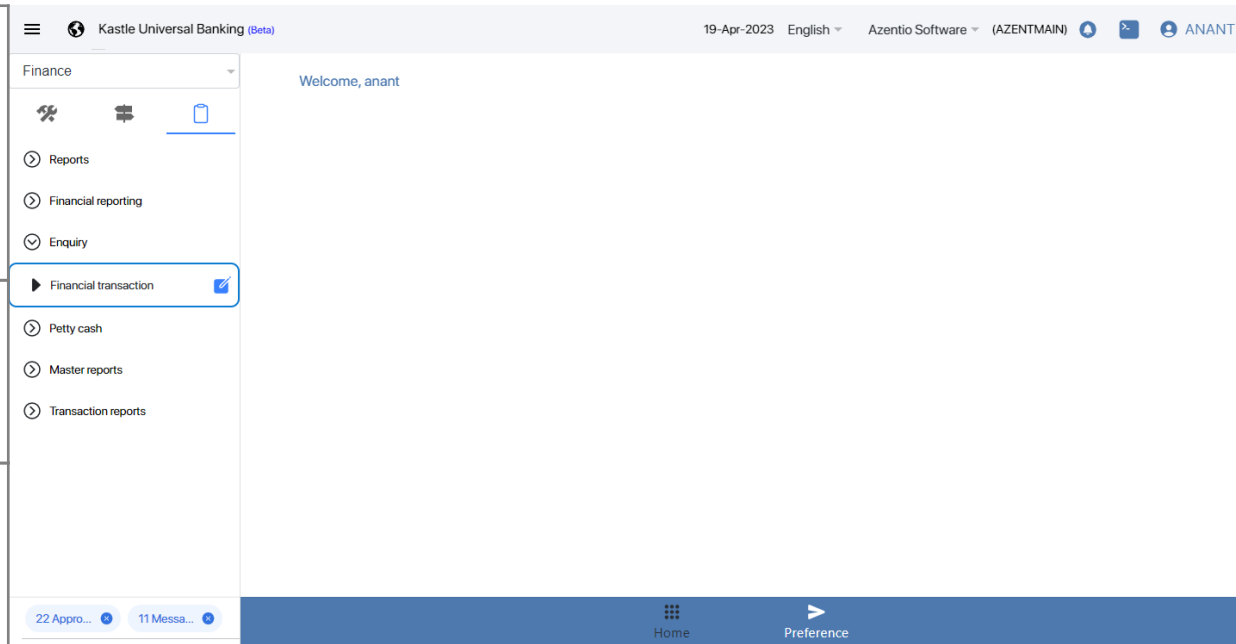 Kastle Universal Banking (Beta) 19-Apr-2023 English Azentio Software (AZENTMAIN) ANANT
Finance
Welcome, anant
Reports
Financial reporting
Enquiry
Financial transaction
Petty cash
Master reports
Transaction reports
22 Appro... 11 Messa...
Home Preference